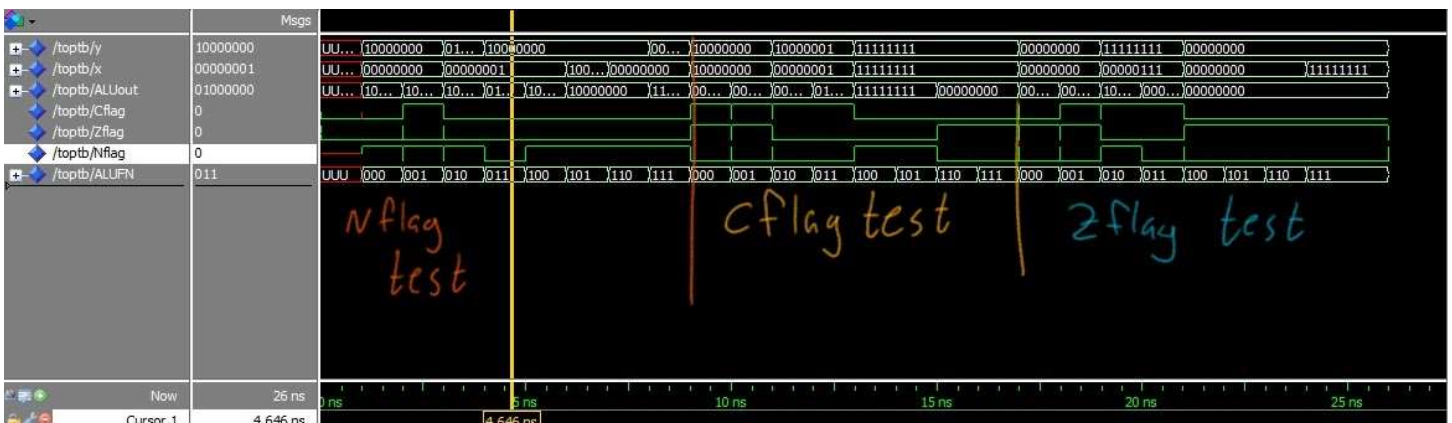 Msgs
/toptb/y 10000000 UU... 10000000 01... 10000000 00... 10000000 10000001 11111111 00000000 11111111 00000000
/toptb/x 00000001 UU... 00000000 00000001 100... 00000000 10000000 00000001 11111111 00000000 00000111 00000000 11111111
/toptb/ALUout 01000000 UU... 10... 10... 10... 01... 10... 10000000 11... 00... 00... 00... 01... 11111111 00000000 00... 00... 10... 000... 00000000
/toptb/Cflag 0
/toptb/Zflag 0
/toptb/Nflag 0
/toptb/ALUFN 011 UUU 000 001 010 011 100 101 110 111 000 001 010 011 100 101 110 111 000 001 010 011 100 101 110 111
Nflag test
Cflag test
Zflag test
Now 26 ns 5 ns 10 ns 15 ns 20 ns 25 ns
Cursor 1 4.646 ns 4.646 ns